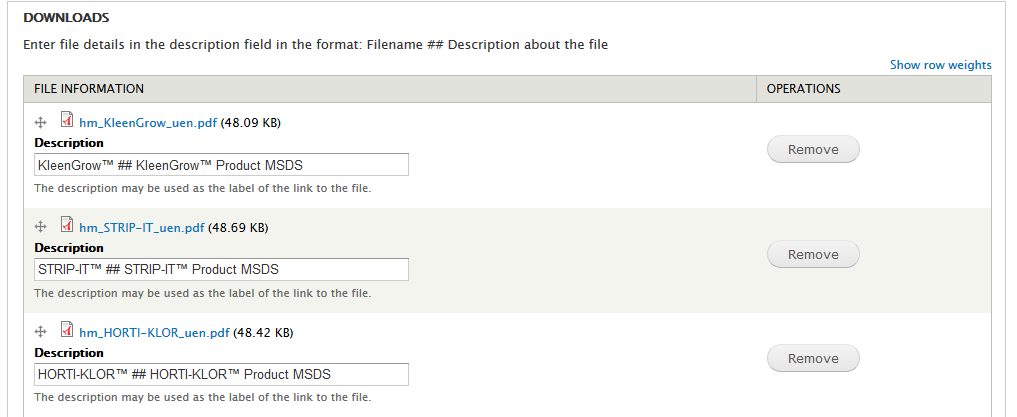 DOWNLOADS
Enter file details in the description field in the format: Filename ## Description about the file
Show row weights
FILE INFORMATION OPERATIONS
hm_KleenGrow_uen.pdf (48.09 KB)
Description
Remove
KleenGrow™ ## KleenGrow™ Product MSDS
The description may be used as the label of the link to the file.
hm_STRIP-IT_uen.pdf (48.69 KB)
Description
Remove
STRIP-IT™ ## STRIP-IT™ Product MSDS
The description may be used as the label of the link to the file.
hm_HORTI-KLOR_uen.pdf (48.42 KB)
Description
Remove
HORTI-KLOR™ ## HORTI-KLOR™ Product MSDS
The description may be used as the label of the link to the file.